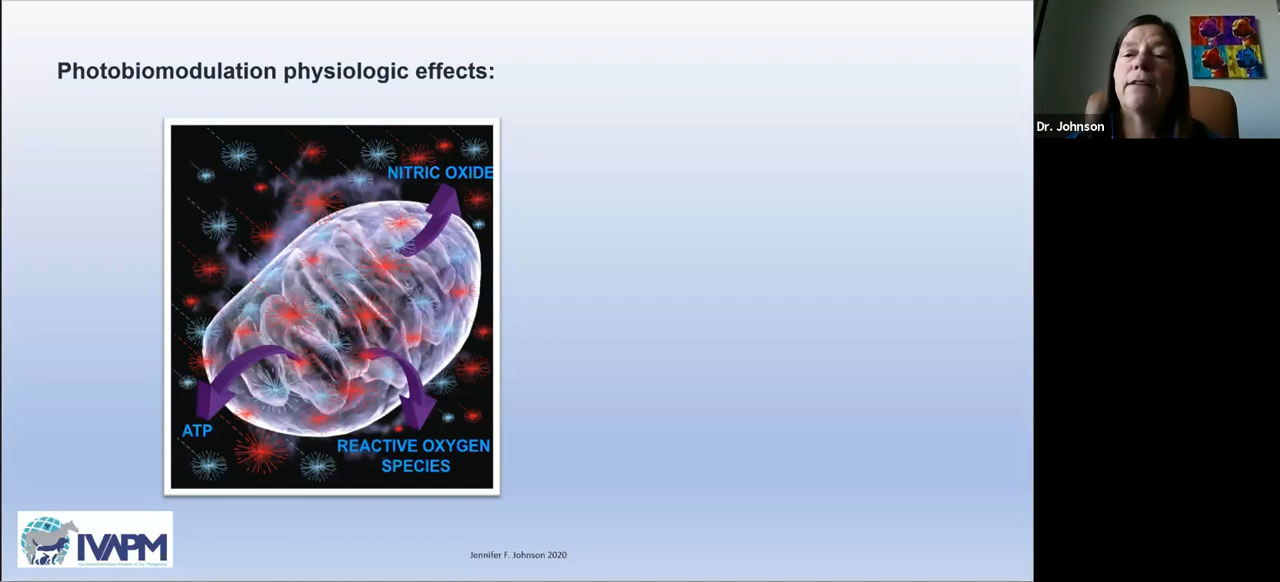 Photobiomodulation physiologic effects:
NITRIC OXIDE
ATP
REACTIVE OXYGEN
SPECIES
IVAPM
Jennifer F. Johnson 2020
Dr. Johnson